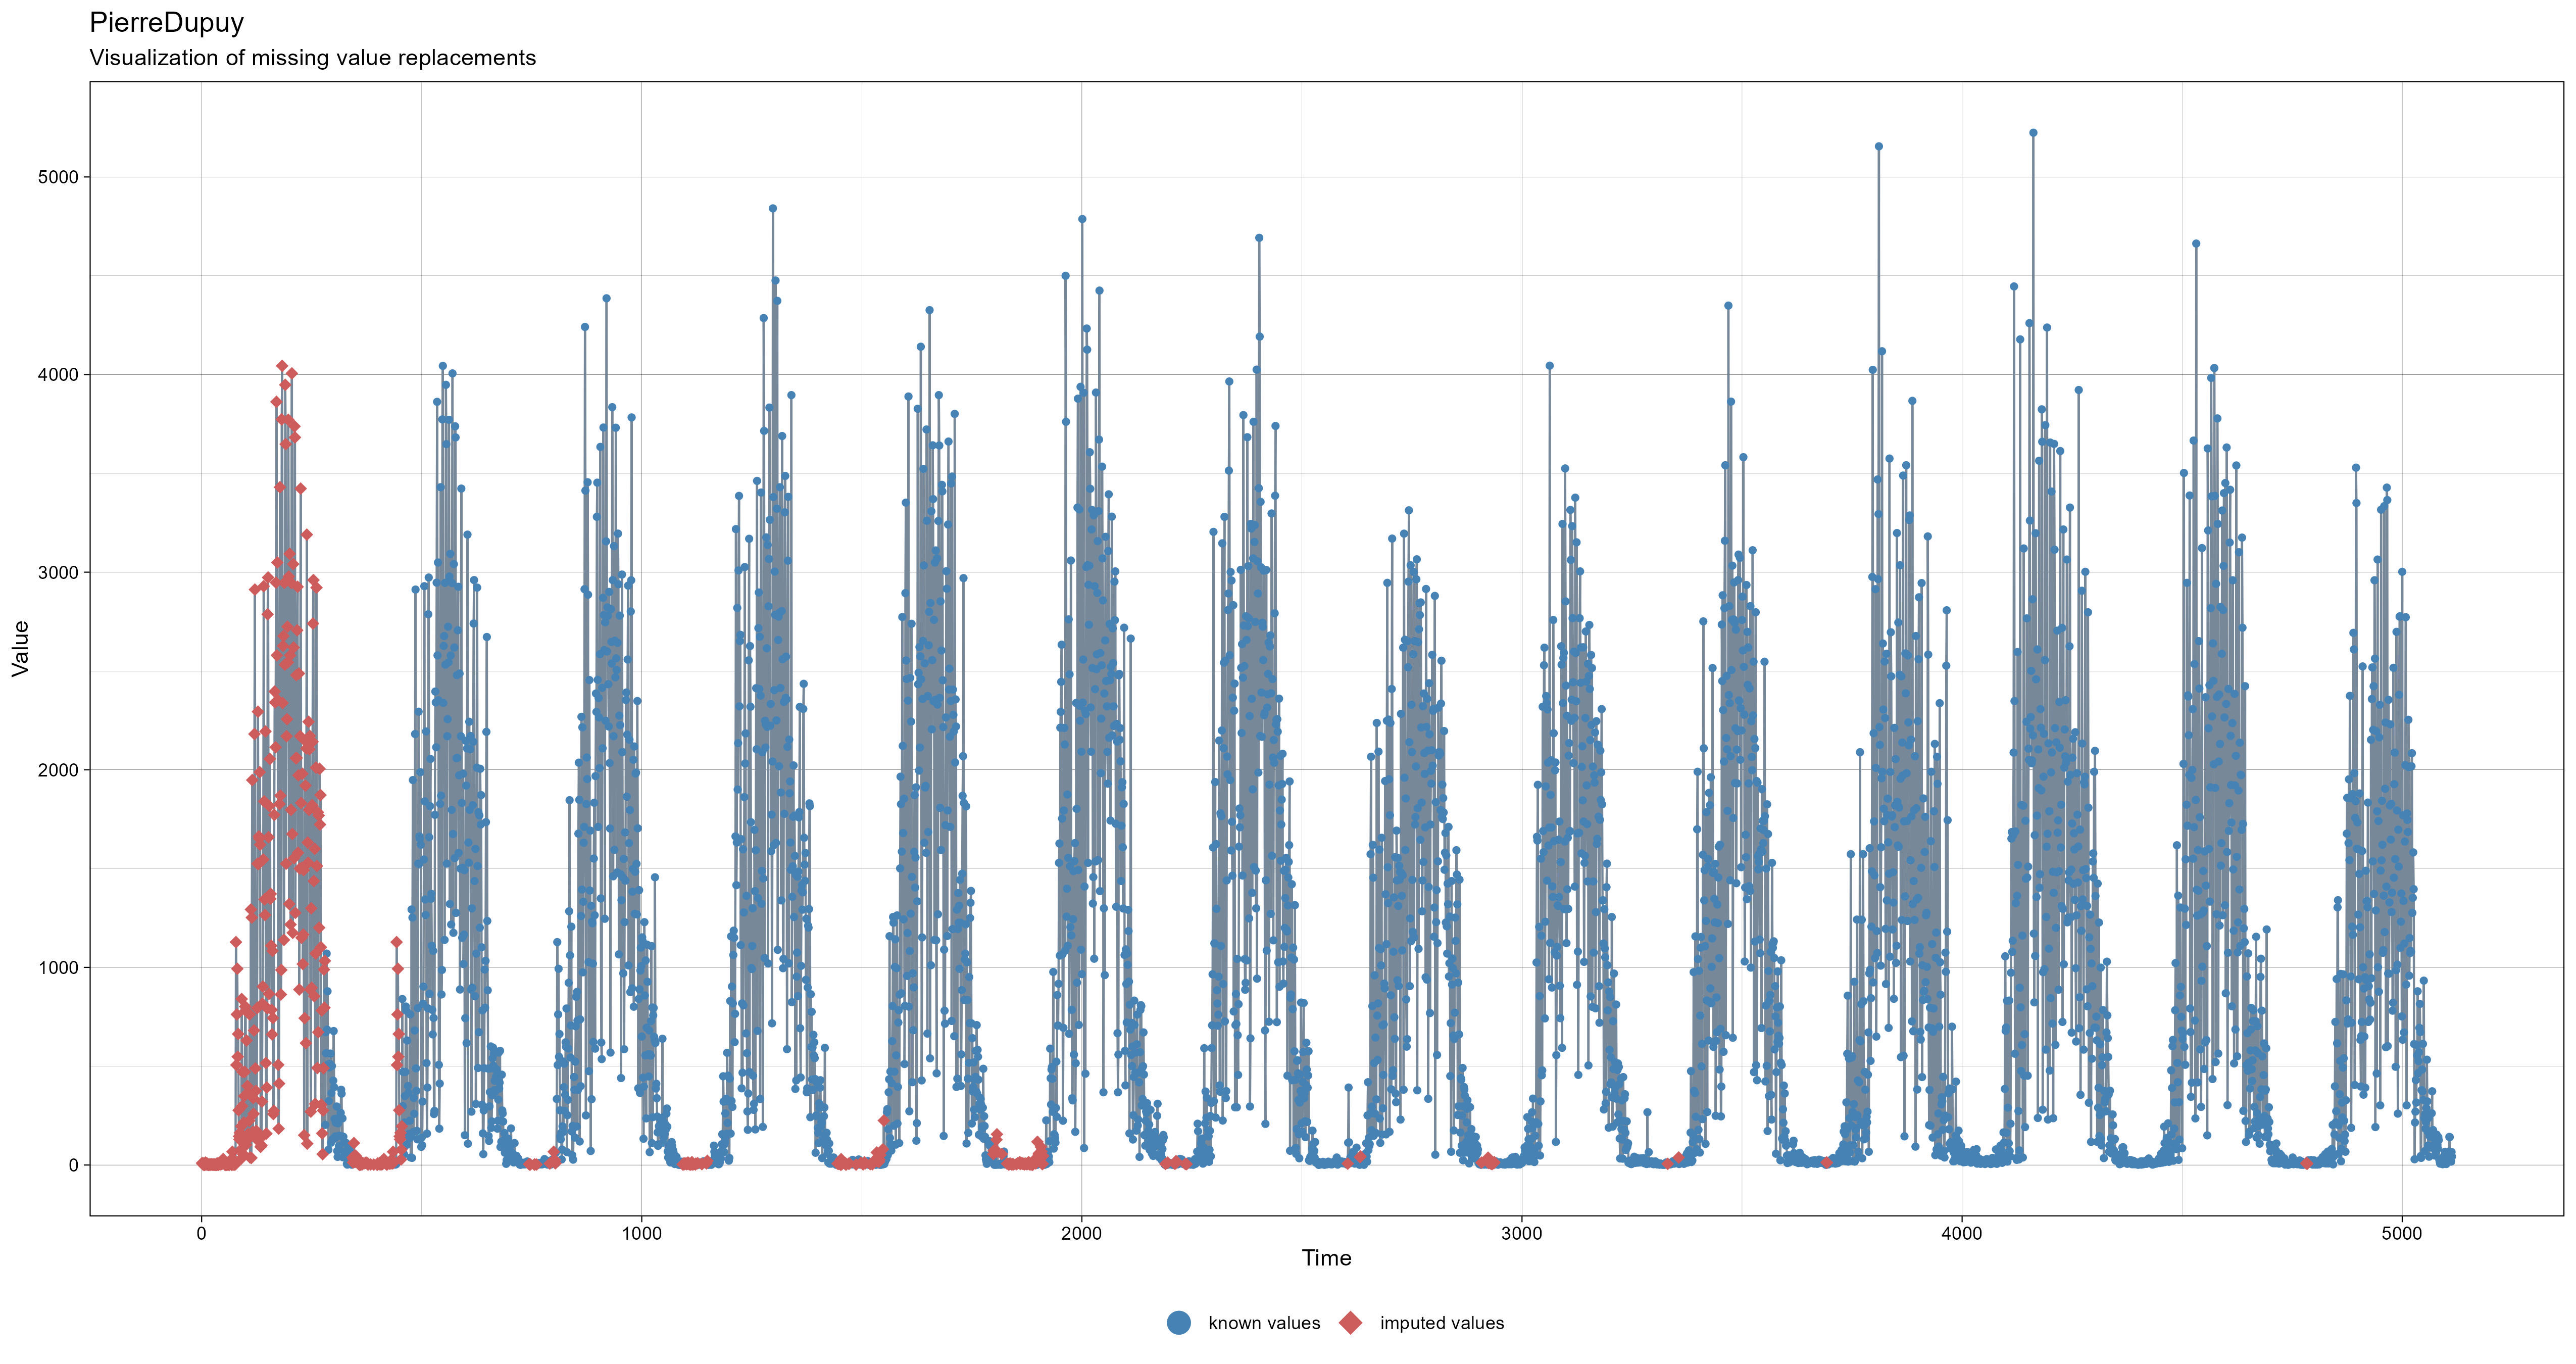 PierreDupuy
Visualization of missing value replacements
5000
4000
3000
2000
1000
0
Value
0 1000 2000 3000 4000 5000
Time
known values imputed values